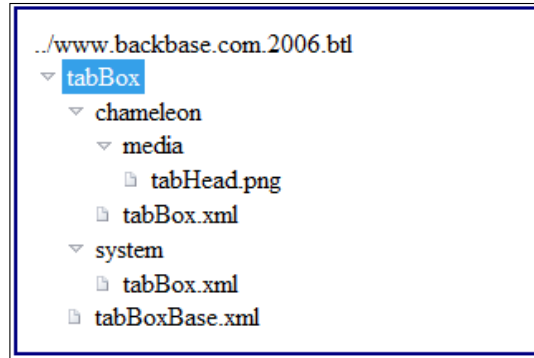 ../www.backbase.com.2006.btl
tabBox
chameleon
media
tabHead.png
tabBox.xml
system
tabBox.xml
tabBoxBase.xml